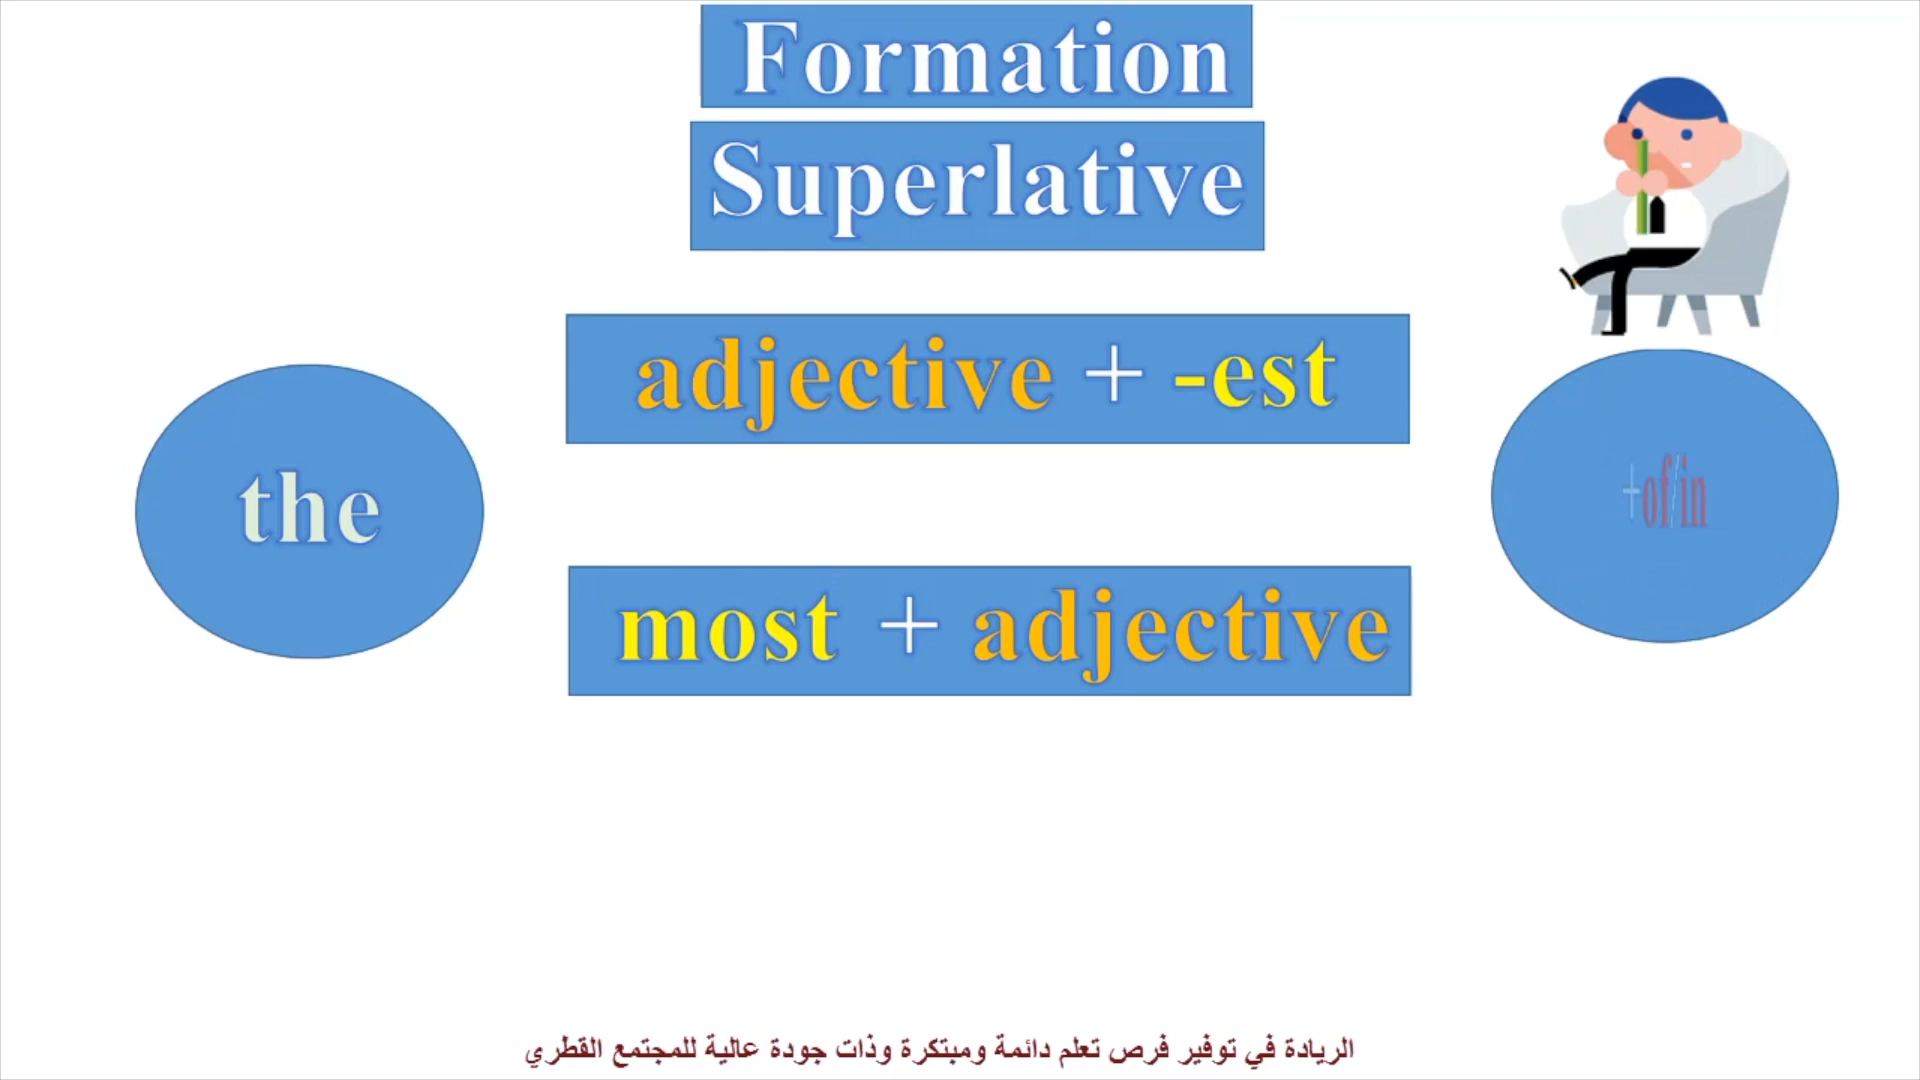 Formation
Superlative
adjective + -est
the
+of/in
most + adjective
الريادة في توفير فرص تعلم دائمة ومبتكرة وذات جودة عالية للمجتمع القطري